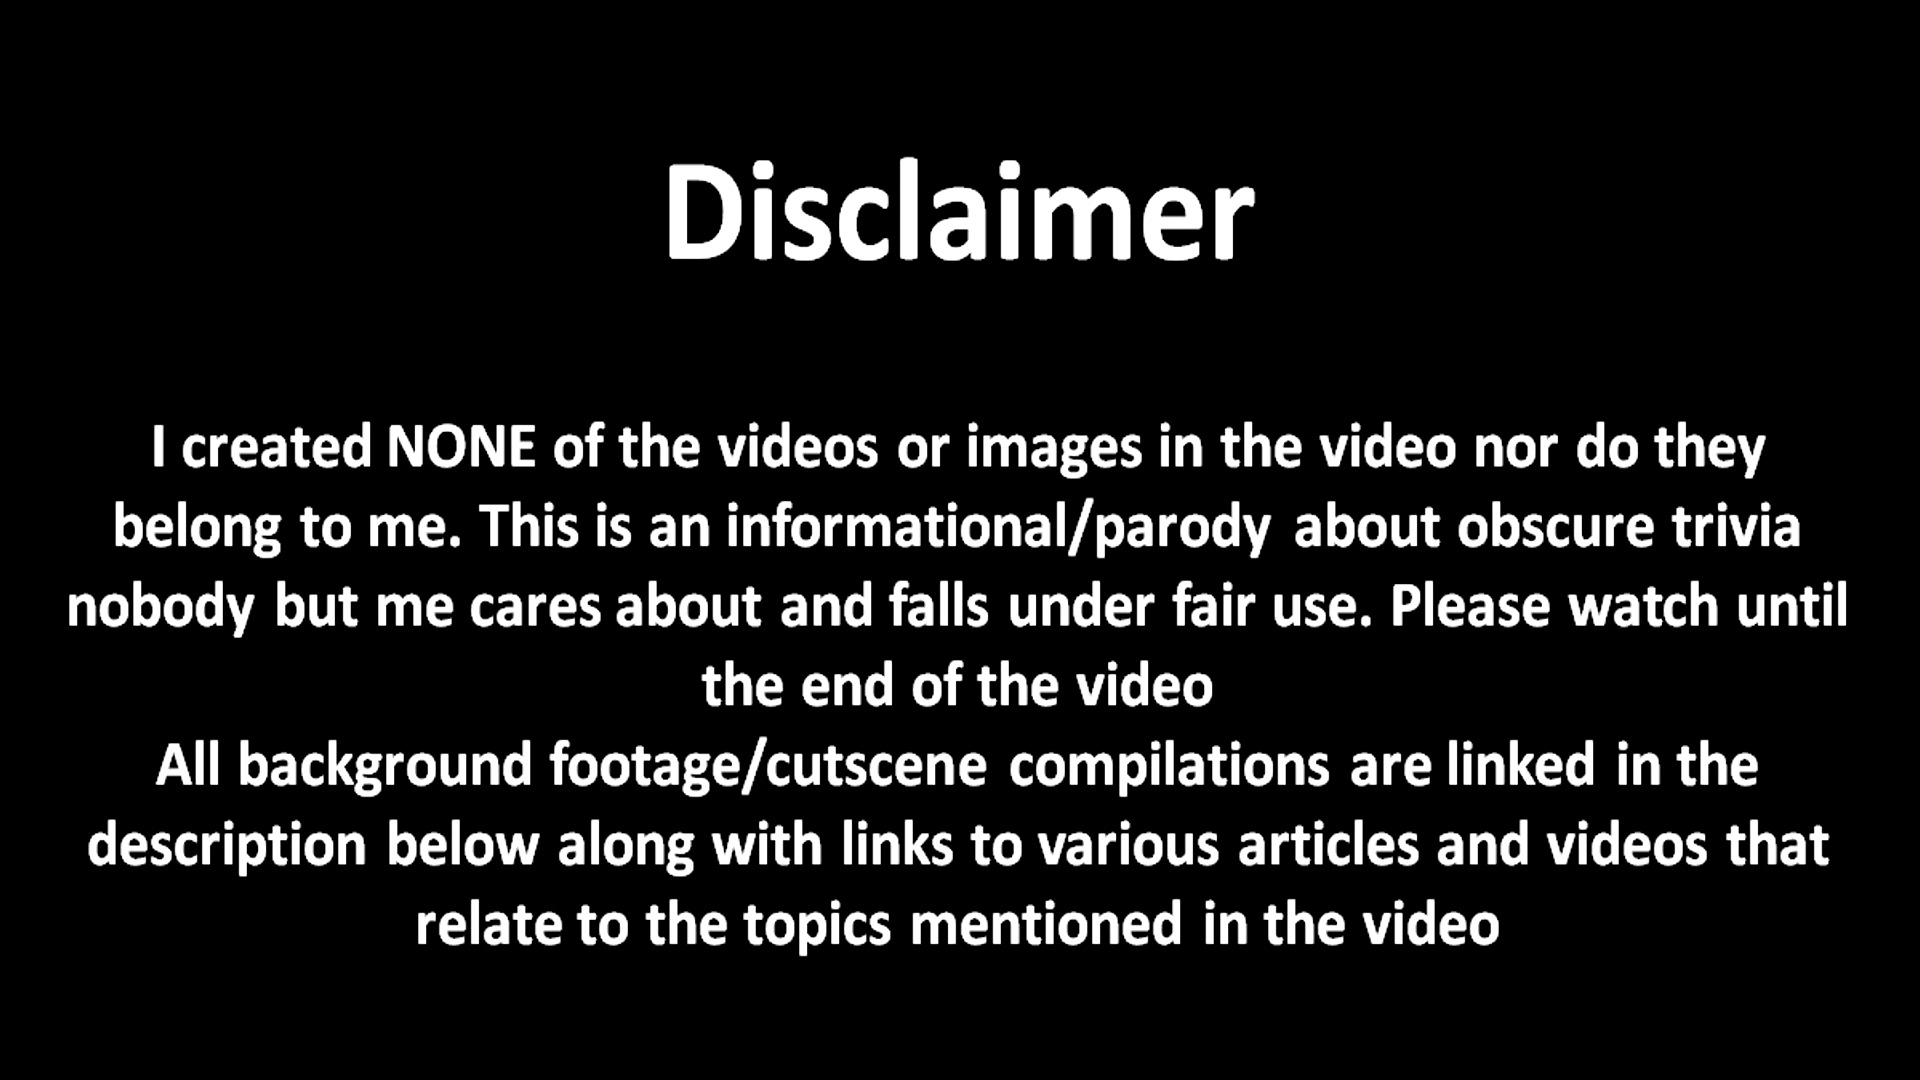 Disclaimer
I created NONE of the videos or images in the video nor do they
belong to me. This is an informational/parody about obscure trivia
nobody but me cares about and falls under fair use. Please watch until
the end of the video
All background footage/cutscene compilations are linked in the
description below along with links to various articles and videos that
relate to the topics mentioned in the video